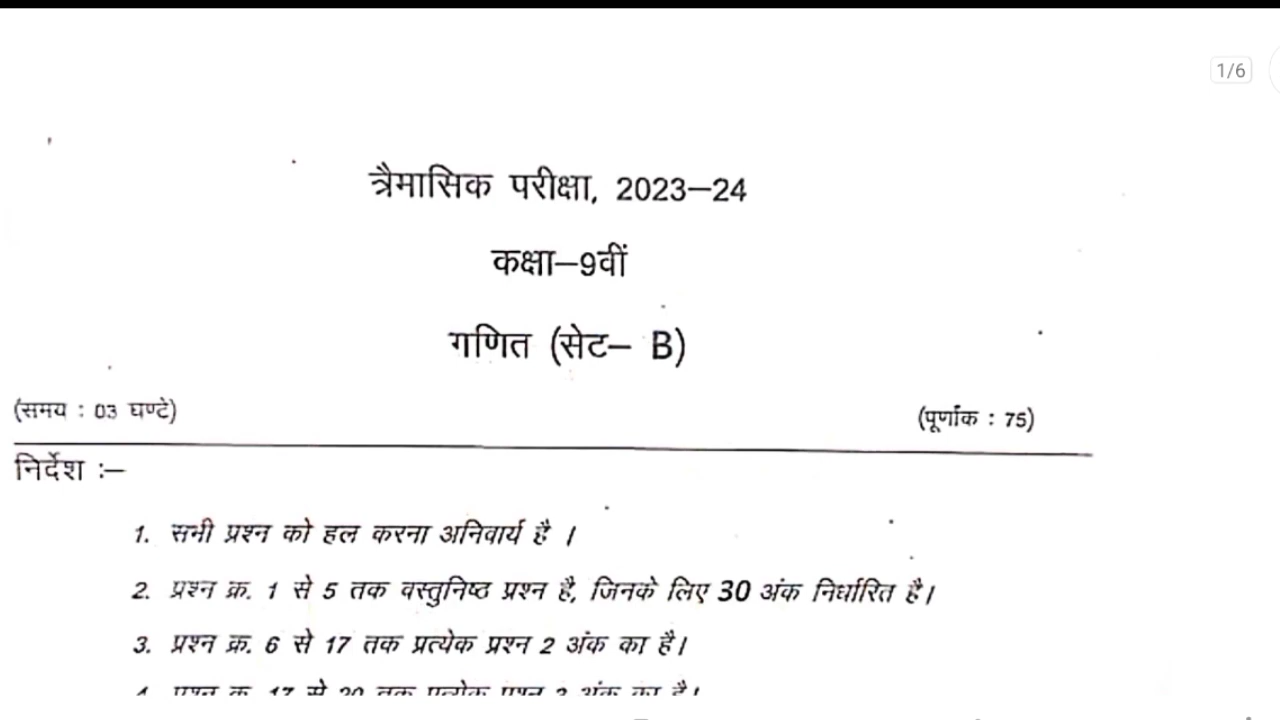 1/6
त्रैमासिक परीक्षा, 2023–24
कक्षा–9वीं
गणित (सेट– B)
(समय : 03 घण्टे)
(पूर्णांक : 75)
निर्देश :–
1. सभी प्रश्न को हल करना अनिवार्य है ।
2. प्रश्न क्र. 1 से 5 तक वस्तुनिष्ठ प्रश्न है, जिनके लिए 30 अंक निर्धारित है।
3. प्रश्न क्र. 6 से 17 तक प्रत्येक प्रश्न 2 अंक का है।